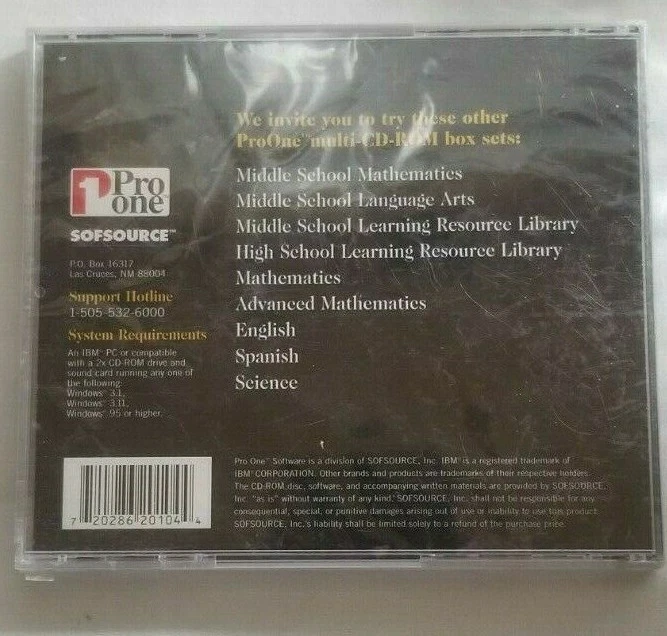 We invite you to try these other
ProOne™ multi-CD-ROM box sets:
Middle School Mathematics
Middle School Language Arts
Middle School Learning Resource Library
High School Learning Resource Library
Mathematics
Advanced Mathematics
English
Spanish
Science
1 Pro
one
SOFSOURCE™
P.O. Box 16317
Las Cruces, NM 88004
Support Hotline
1-505-532-6000
System Requirements
An IBM® PC or compatible
with a 2x CD-ROM drive and
sound card running any one of
the following:
Windows™ 3.1,
Windows™ 3.11,
Windows™ 95 or higher.
7 20286 20104 4
Pro One™ Software is a division of SOFSOURCE, Inc. IBM® is a registered trademark of
IBM® CORPORATION. Other brands and products are trademarks of their respective holders.
The CD-ROM disc, software, and accompanying written materials are provided by SOFSOURCE,
Inc. "as is" without warranty of any kind. SOFSOURCE, Inc. shall not be responsible for any
consequential, special, or punitive damages arising out of use or inability to use this product.
SOFSOURCE, Inc.'s liability shall be limited solely to a refund of the purchase price.